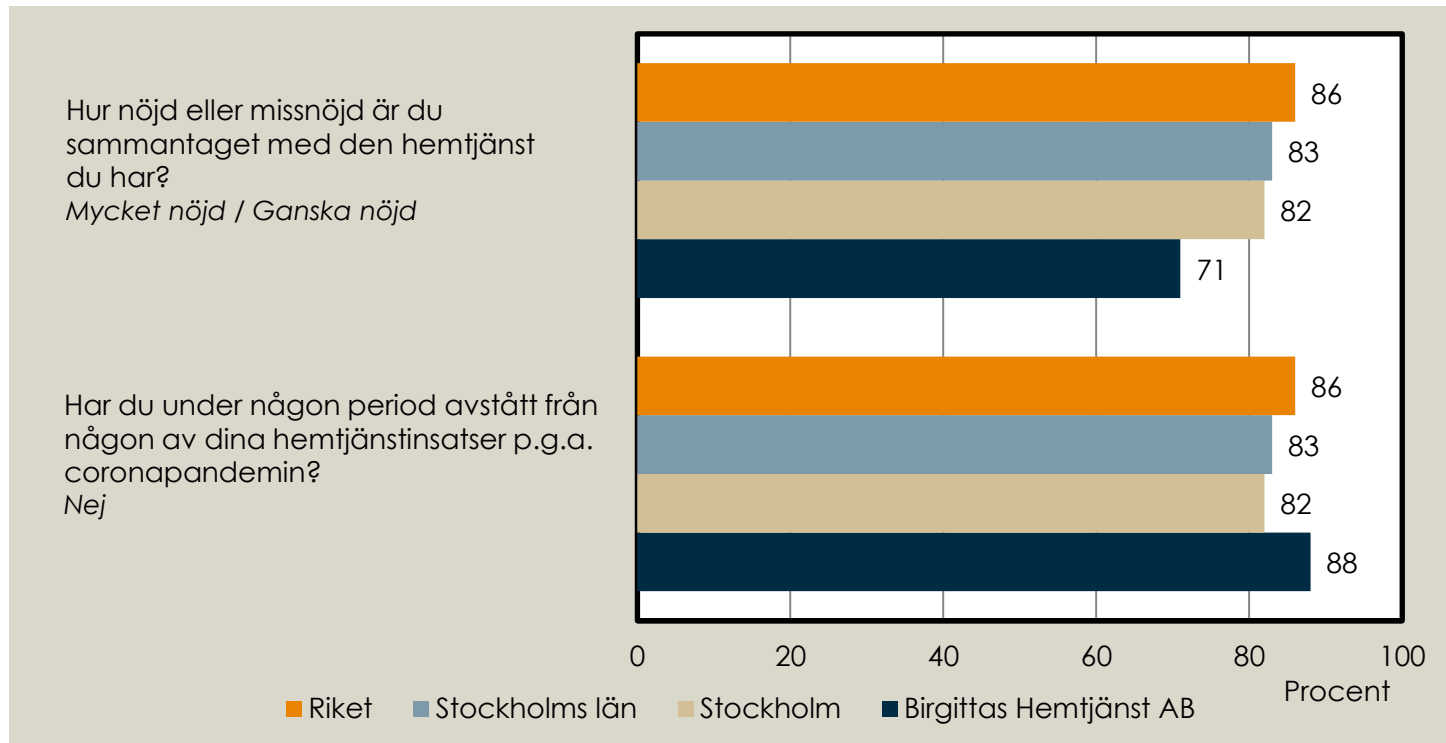 Hur nöjd eller missnöjd är du
sammantaget med den hemtjänst
du har?
Mycket nöjd / Ganska nöjd
86
83
82
71
Har du under någon period avstått från
någon av dina hemtjänstinsatser p.g.a.
coronapandemin?
Nej
86
83
82
88
0 20 40 60 80 100
Procent
Riket Stockholms län Stockholm Birgittas Hemtjänst AB